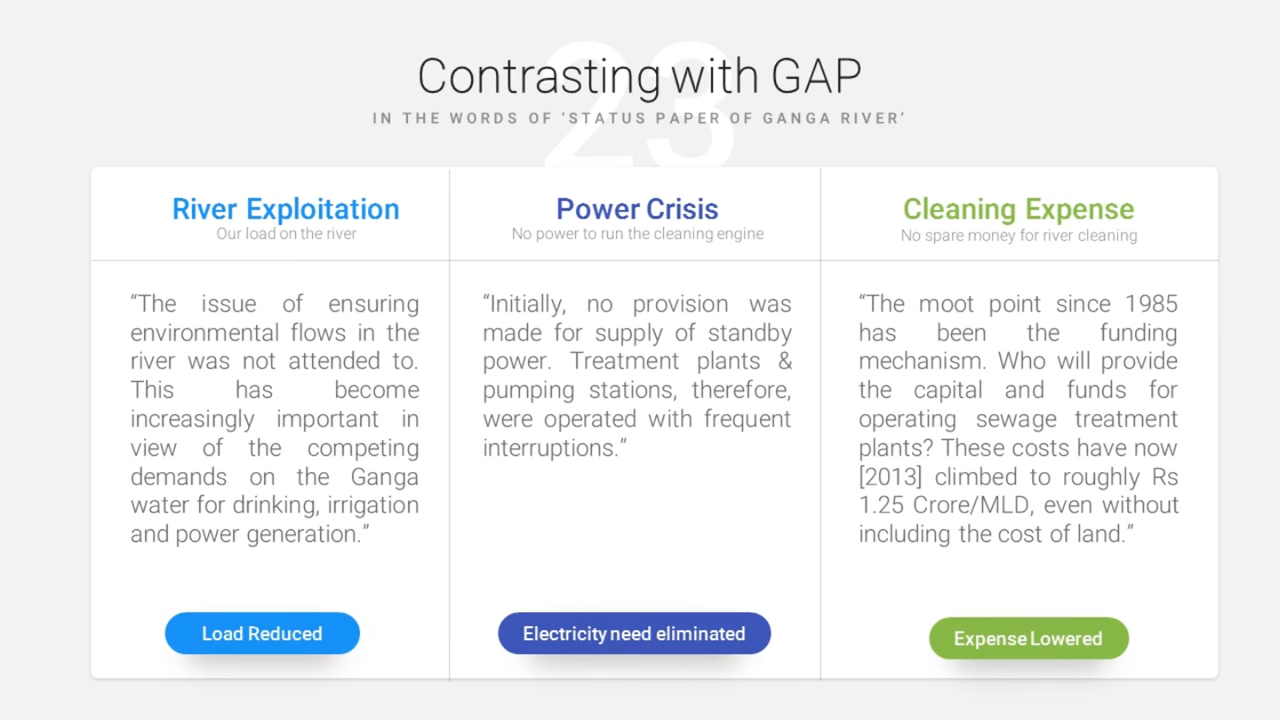 23
Contrasting with GAP
IN THE WORDS OF ‘STATUS PAPER OF GANGA RIVER’
River Exploitation
Our load on the river
“The issue of ensuring
environmental flows in the
river was not attended to.
This has become
increasingly important in
view of the competing
demands on the Ganga
water for drinking, irrigation
and power generation.”
Load Reduced
Power Crisis
No power to run the cleaning engine
“Initially, no provision was
made for supply of standby
power. Treatment plants &
pumping stations, therefore,
were operated with frequent
interruptions.”
Electricity need eliminated
Cleaning Expense
No spare money for river cleaning
“The moot point since 1985
has been the funding
mechanism. Who will provide
the capital and funds for
operating sewage treatment
plants? These costs have now
[2013] climbed to roughly Rs
1.25 Crore/MLD, even without
including the cost of land.”
Expense Lowered